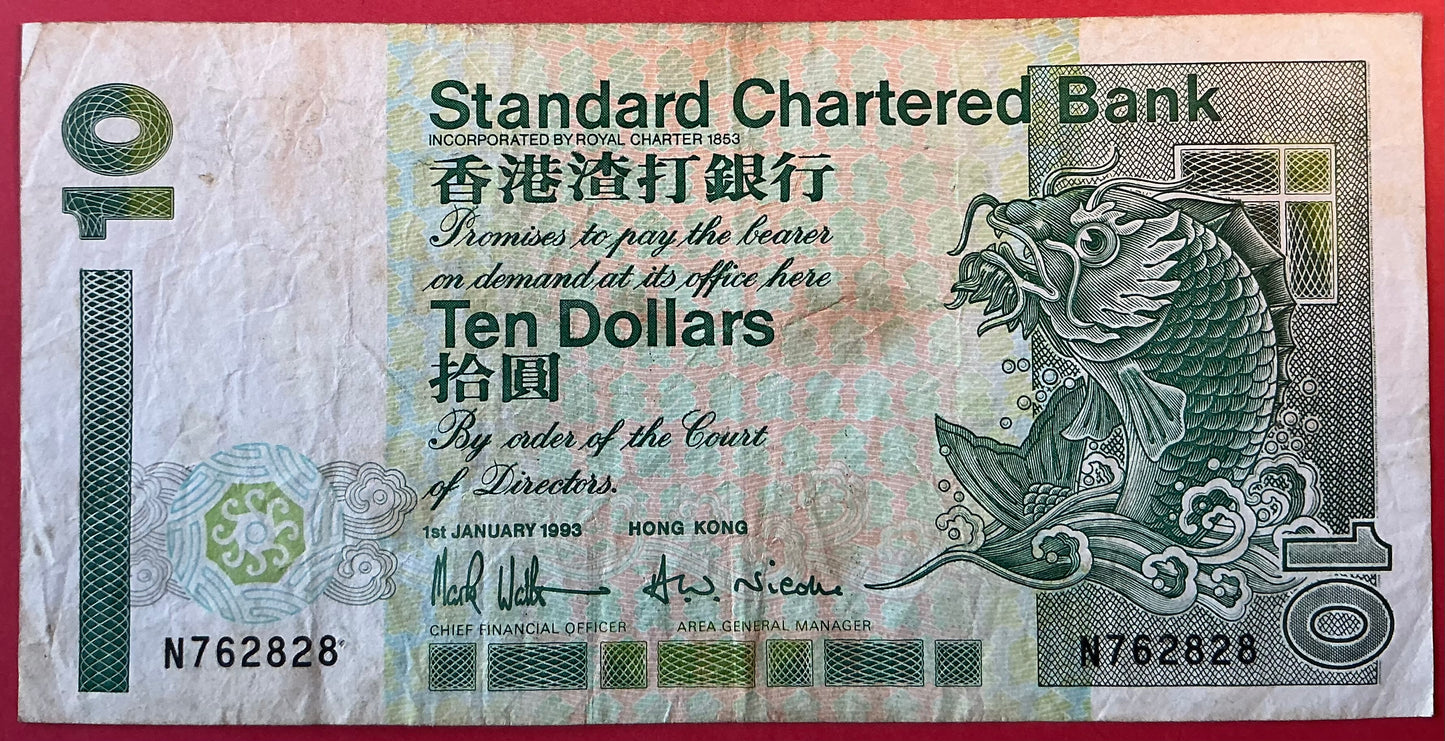 10
Standard Chartered Bank
INCORPORATED BY ROYAL CHARTER 1853
香港渣打銀行
Promises to pay the bearer
on demand at its office here
Ten Dollars
拾圓
By order of the Court
of Directors.
1st JANUARY 1993 HONG KONG
CHIEF FINANCIAL OFFICER AREA GENERAL MANAGER
N762828
N762828
10